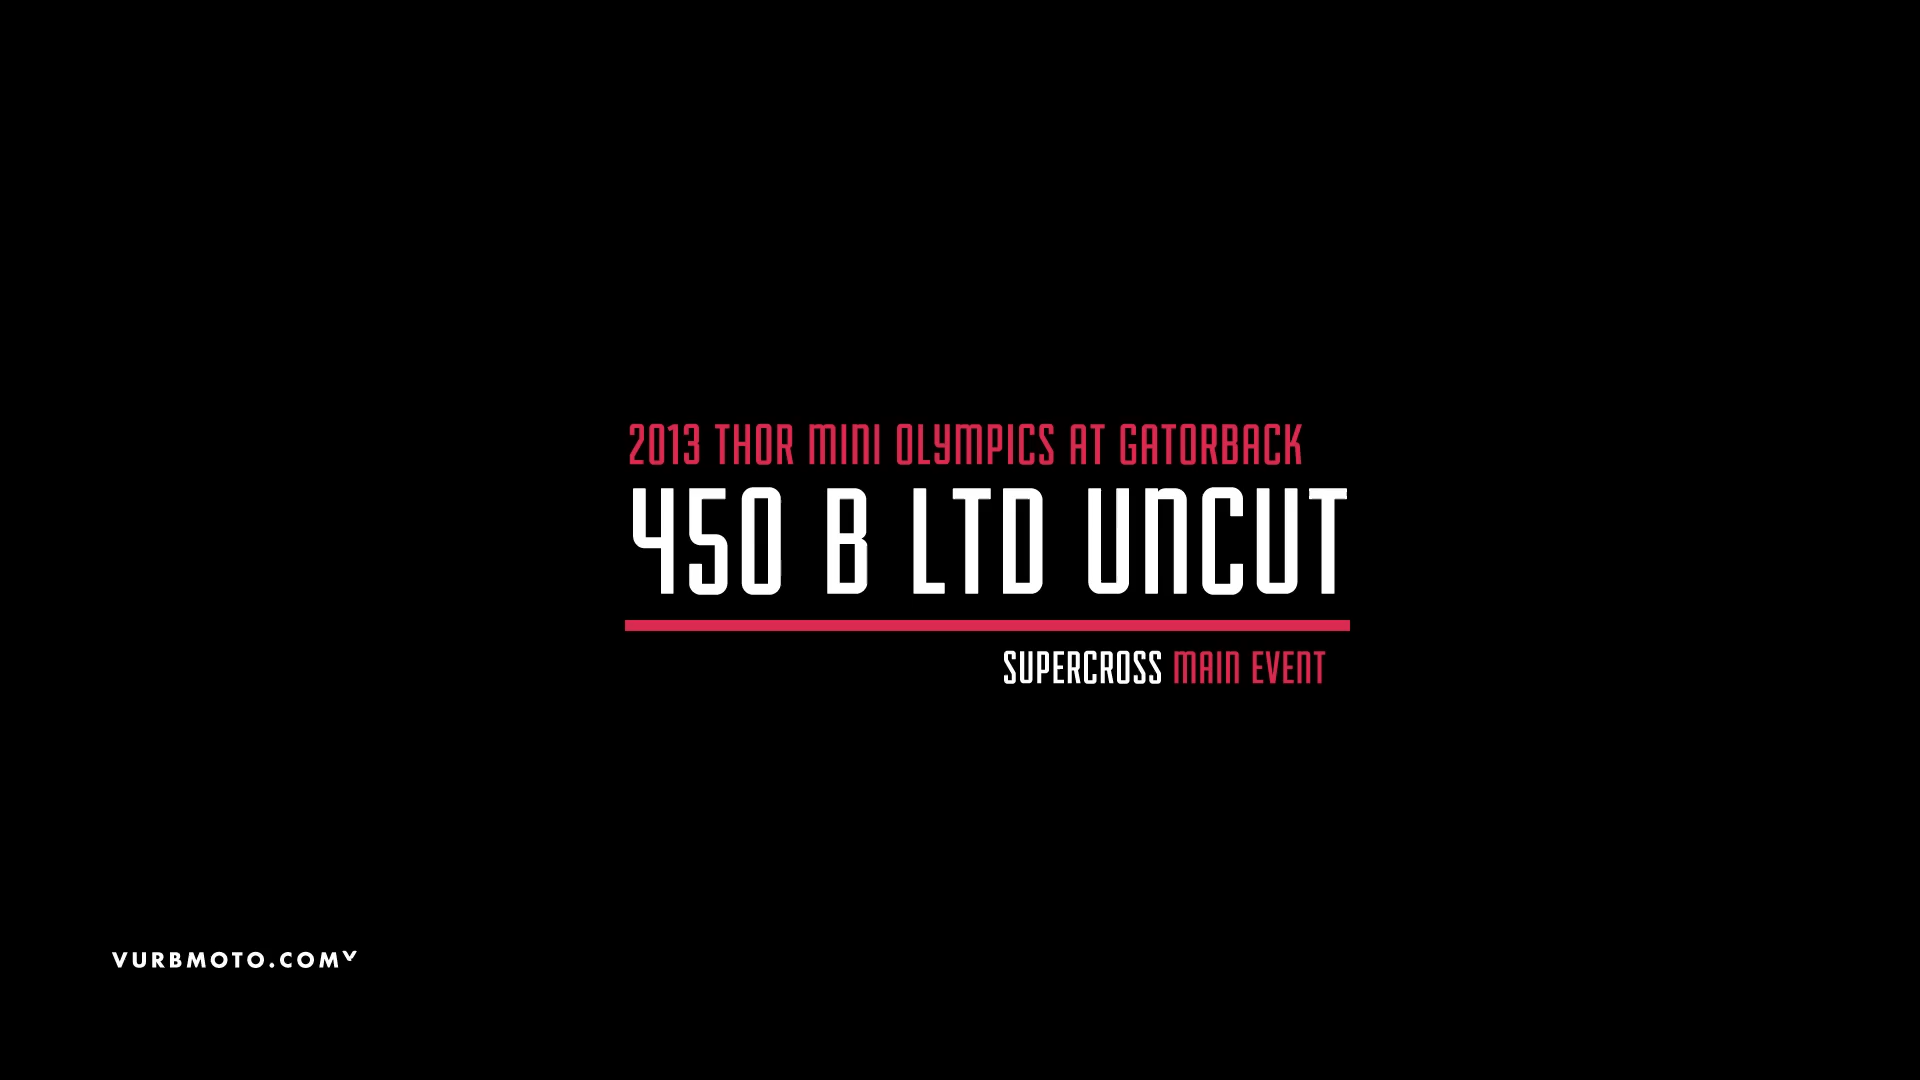 2013 THOR MINI OLYMPICS AT GATORBACK
450 B LTD UNCUT
SUPERCROSS MAIN EVENT
VURBMOTO.COM